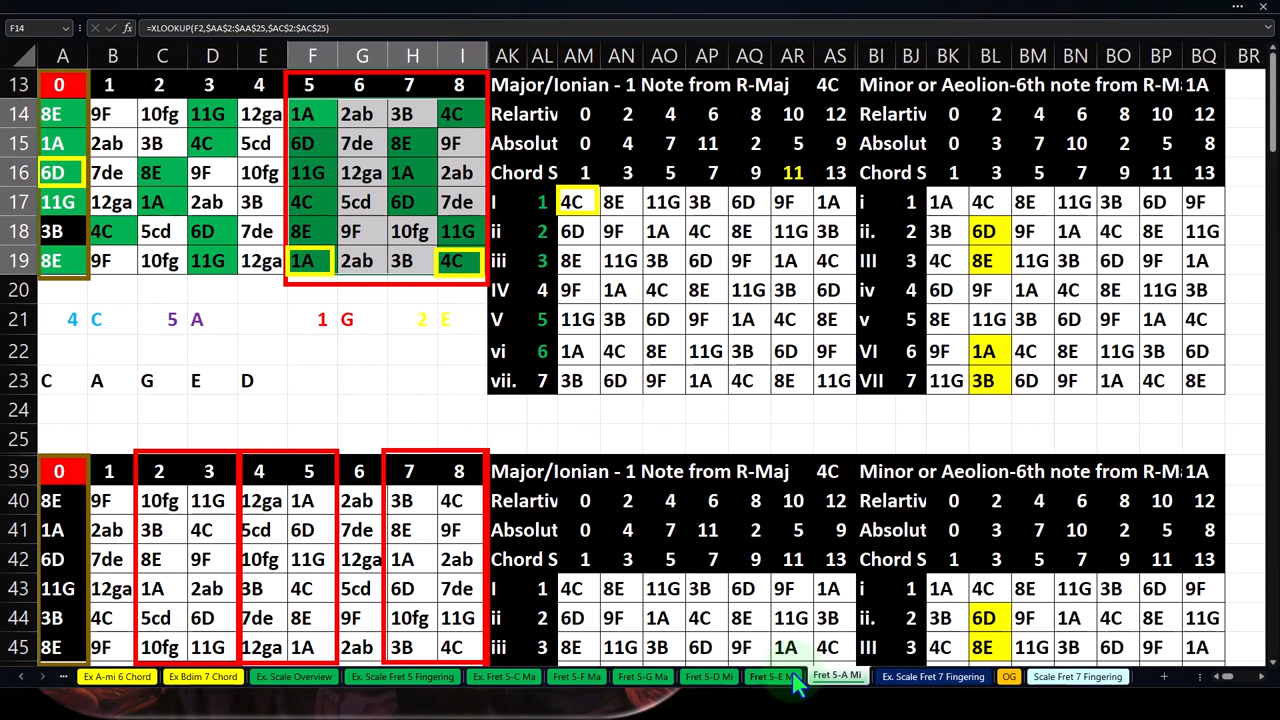 F14 =XLOOKUP(F2,$AA$2:$AA$25,$AC$2:$AC$25)
A B C D E F G H I AK AL AM AN AO AP AQ AR AS BI BJ BK BL BM BN BO BP BQ BR
13 0 1 2 3 4 5 6 7 8 Major/Ionian - 1 Note from R-Maj 4C Minor or Aeolion-6th note from R-M 1A
14 8E 9F 10fg 11G 12ga 1A 2ab 3B 4C Relartiv 0 2 4 6 8 10 12 Relartiv 0 2 4 6 8 10 12
15 1A 2ab 3B 4C 5cd 6D 7de 8E 9F Absolut 0 4 7 11 2 5 9 Absolut 0 3 7 10 2 5 8
16 6D 7de 8E 9F 10fg 11G 12ga 1A 2ab Chord S 1 3 5 7 9 11 13 Chord S 1 3 5 7 9 11 13
17 11G 12ga 1A 2ab 3B 4C 5cd 6D 7de I 1 4C 8E 11G 3B 6D 9F 1A i 1 1A 4C 8E 11G 3B 6D 9F
18 3B 4C 5cd 6D 7de 8E 9F 10fg 11G ii 2 6D 9F 1A 4C 8E 11G 3B ii. 2 3B 6D 9F 1A 4C 8E 11G
19 8E 9F 10fg 11G 12ga 1A 2ab 3B 4C iii 3 8E 11G 3B 6D 9F 1A 4C III 3 4C 8E 11G 3B 6D 9F 1A
20 IV 4 9F 1A 4C 8E 11G 3B 6D iv 4 6D 9F 1A 4C 8E 11G 3B
21 4 C 5 A 1 G 2 E V 5 11G 3B 6D 9F 1A 4C 8E v 5 8E 11G 3B 6D 9F 1A 4C
22 vi 6 1A 4C 8E 11G 3B 6D 9F VI 6 9F 1A 4C 8E 11G 3B 6D
23 C A G E D vii. 7 3B 6D 9F 1A 4C 8E 11G VII 7 11G 3B 6D 9F 1A 4C 8E
24
25
39 0 1 2 3 4 5 6 7 8 Major/Ionian - 1 Note from R-Maj 4C Minor or Aeolion-6th note from R-M 1A
40 8E 9F 10fg 11G 12ga 1A 2ab 3B 4C Relartiv 0 2 4 6 8 10 12 Relartiv 0 2 4 6 8 10 12
41 1A 2ab 3B 4C 5cd 6D 7de 8E 9F Absolut 0 4 7 11 2 5 9 Absolut 0 3 7 10 2 5 8
42 6D 7de 8E 9F 10fg 11G 12ga 1A 2ab Chord S 1 3 5 7 9 11 13 Chord S 1 3 5 7 9 11 13
43 11G 12ga 1A 2ab 3B 4C 5cd 6D 7de I 1 4C 8E 11G 3B 6D 9F 1A i 1 1A 4C 8E 11G 3B 6D 9F
44 3B 4C 5cd 6D 7de 8E 9F 10fg 11G ii 2 6D 9F 1A 4C 8E 11G 3B ii. 2 3B 6D 9F 1A 4C 8E 11G
45 8E 9F 10fg 11G 12ga 1A 2ab 3B 4C iii 3 8E 11G 3B 6D 9F 1A 4C III 3 4C 8E 11G 3B 6D 9F 1A
Ex A-mi 6 Chord Ex Bdim 7 Chord Ex. Scale Overview Ex. Scale Fret 5 Fingering Ex. Fret 5-C Ma Fret 5-F Ma Fret 5-G Ma Fret 5-D Mi Fret 5-E M Fret 5-A Mi Ex. Scale Fret 7 Fingering OG Scale Fret 7 Fingering